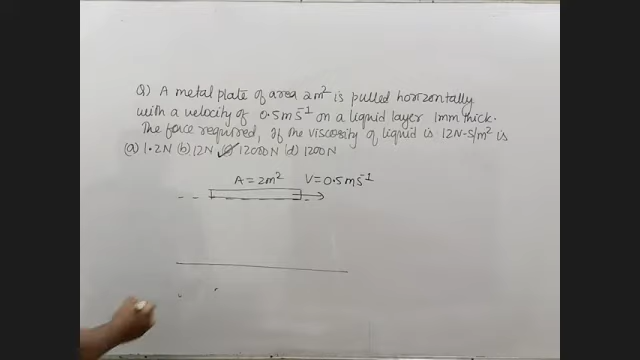 Q) A metal plate of area 2m² is pulled horizontally
with a velocity of 0.5ms⁻¹ on a liquid layer 1mm thick.
The force required, if the viscosity of liquid is 12N-S/m² is
(a) 1.2N (b) 12N (c) 12000N (d) 1200N
A = 2m² V = 0.5ms⁻¹